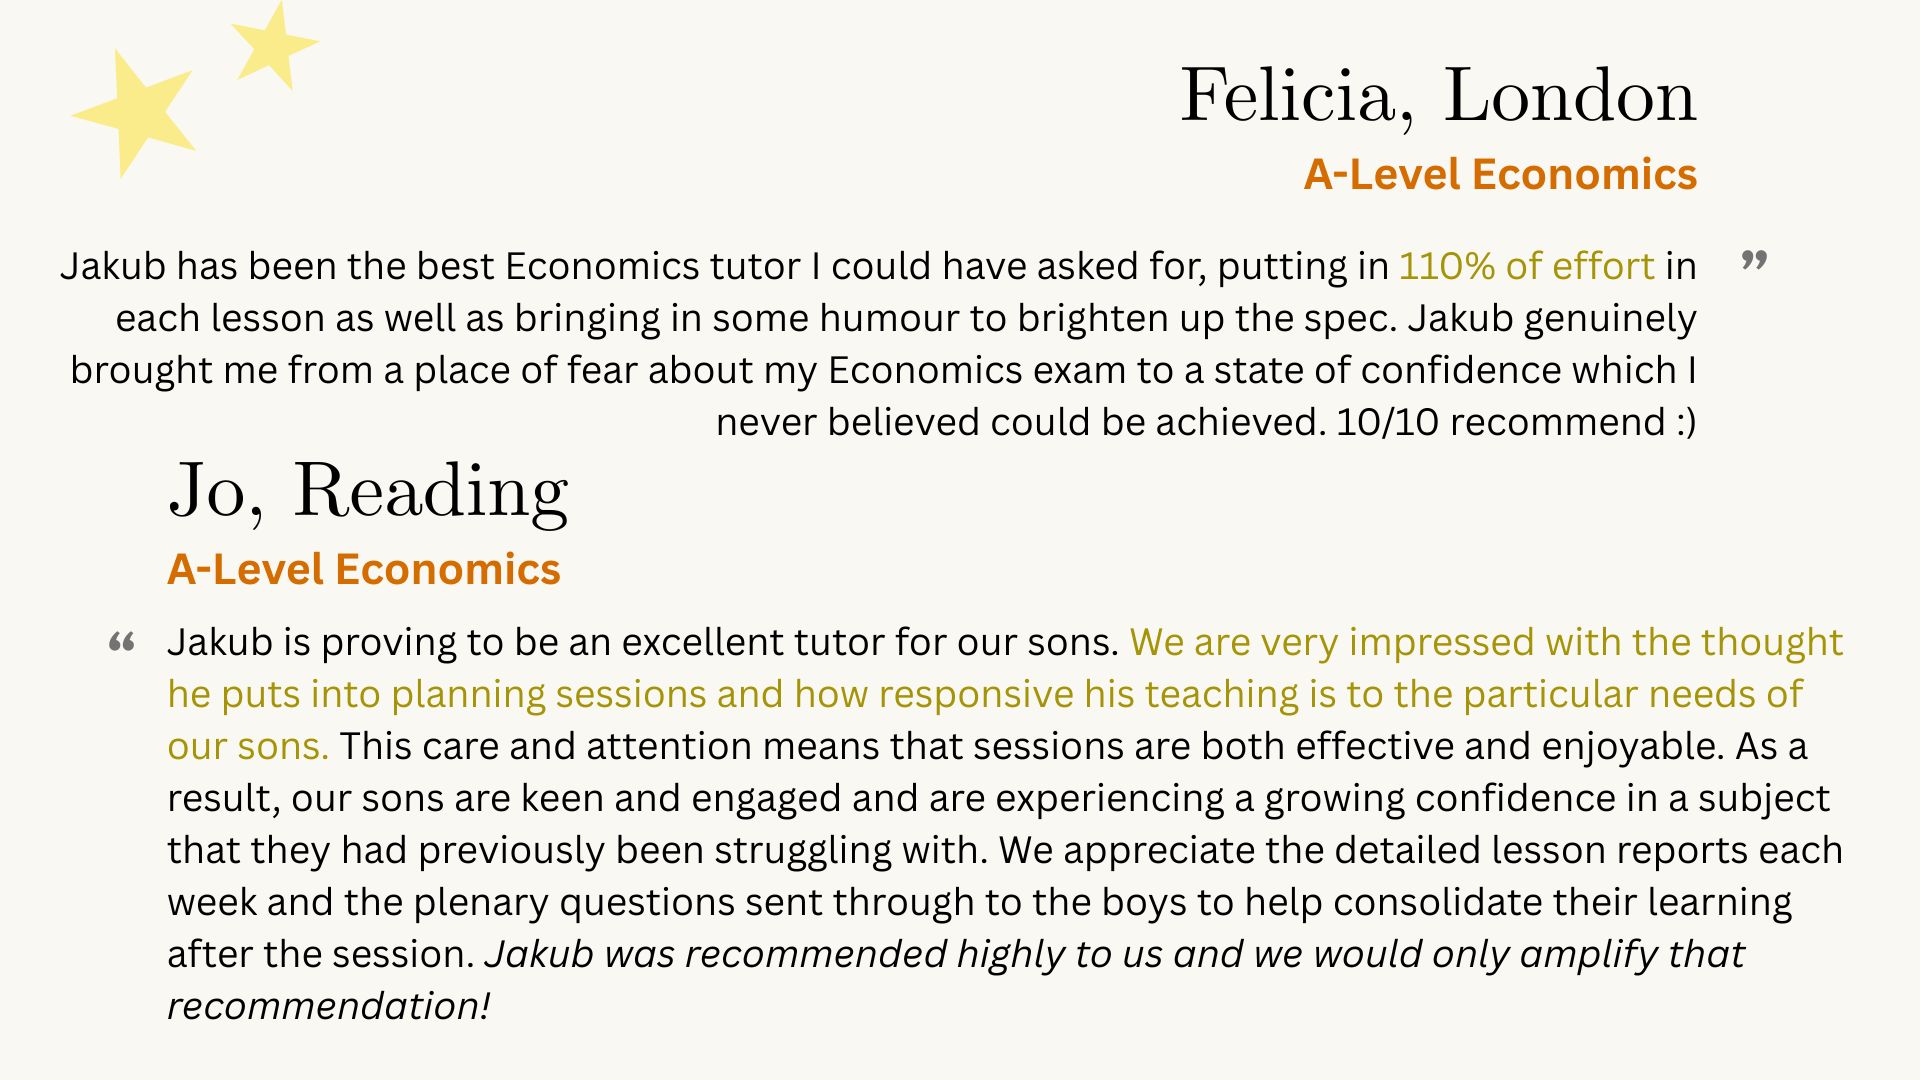 Felicia, London
A-Level Economics
Jakub has been the best Economics tutor I could have asked for, putting in 110% of effort in ”
each lesson as well as bringing in some humour to brighten up the spec. Jakub genuinely
brought me from a place of fear about my Economics exam to a state of confidence which I
never believed could be achieved. 10/10 recommend :)
Jo, Reading
A-Level Economics
“ Jakub is proving to be an excellent tutor for our sons. We are very impressed with the thought
he puts into planning sessions and how responsive his teaching is to the particular needs of
our sons. This care and attention means that sessions are both effective and enjoyable. As a
result, our sons are keen and engaged and are experiencing a growing confidence in a subject
that they had previously been struggling with. We appreciate the detailed lesson reports each
week and the plenary questions sent through to the boys to help consolidate their learning
after the session. Jakub was recommended highly to us and we would only amplify that
recommendation!